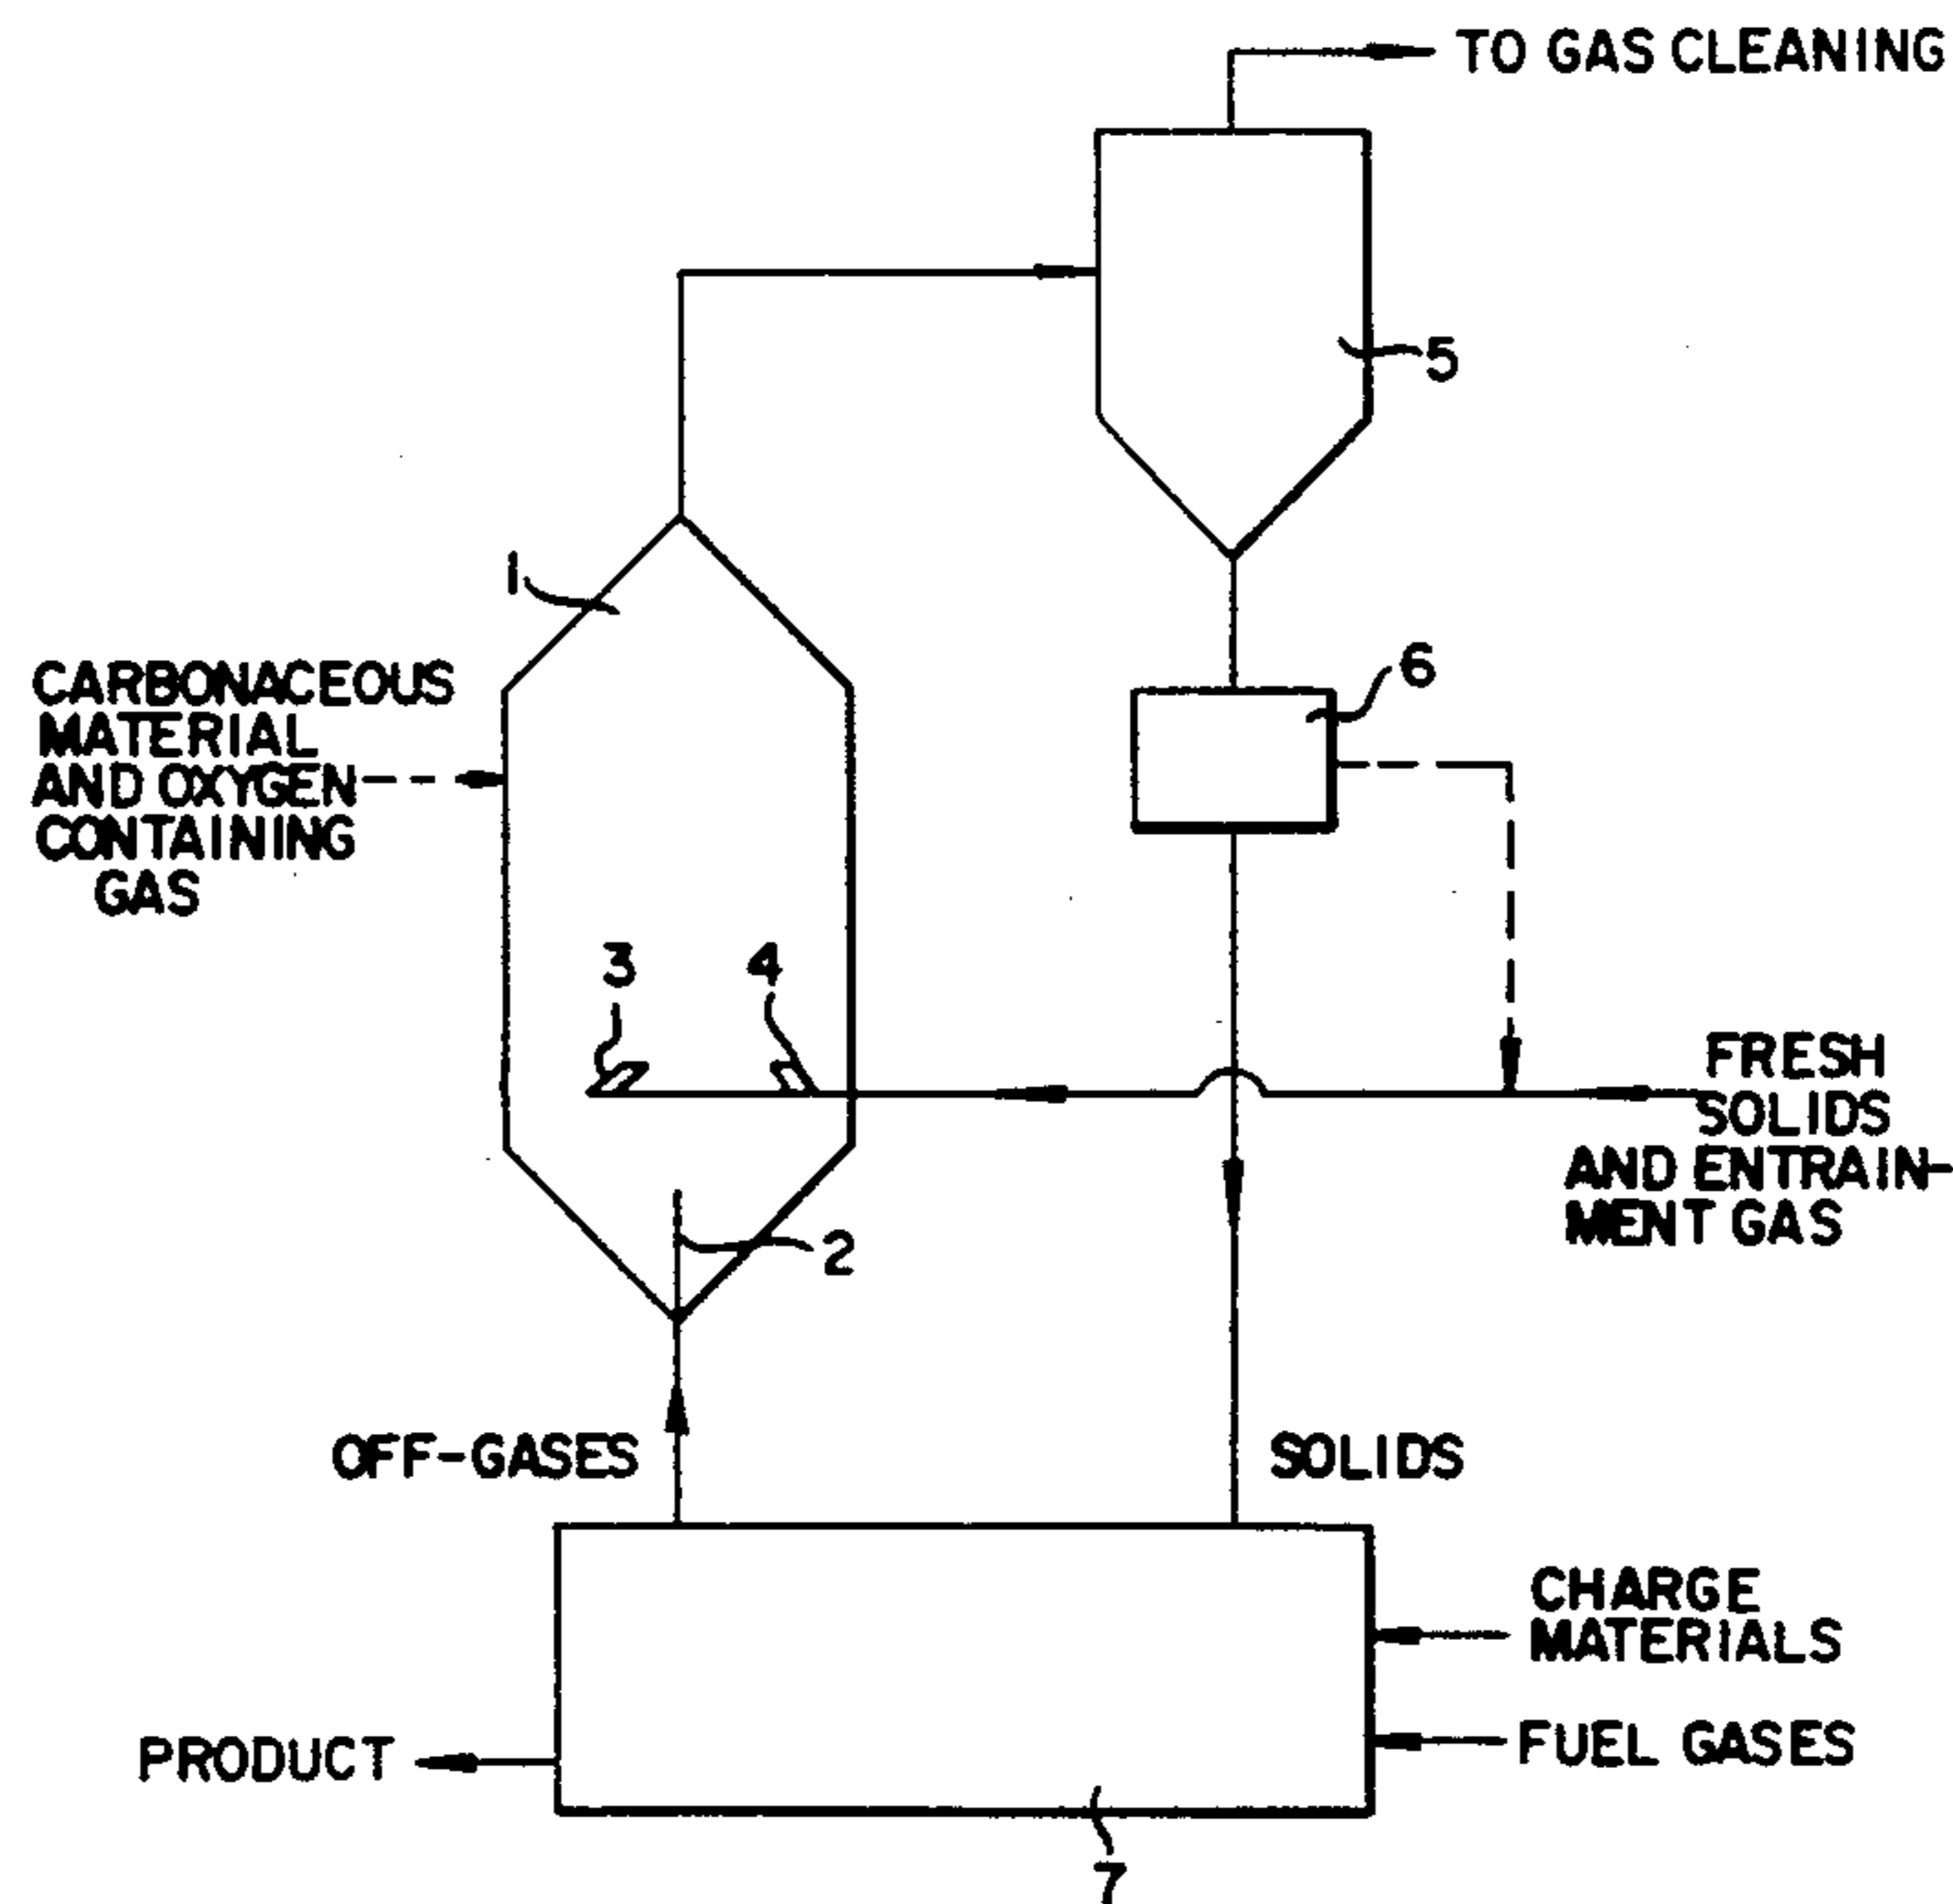 TO GAS CLEANING
5
1
6
CARBONACEOUS
MATERIAL
AND OXYGEN
CONTAINING
GAS
3
4
FRESH
SOLIDS
AND ENTRAIN-
MENT GAS
2
OFF-GASES
SOLIDS
CHARGE
MATERIALS
FUEL GASES
PRODUCT
7